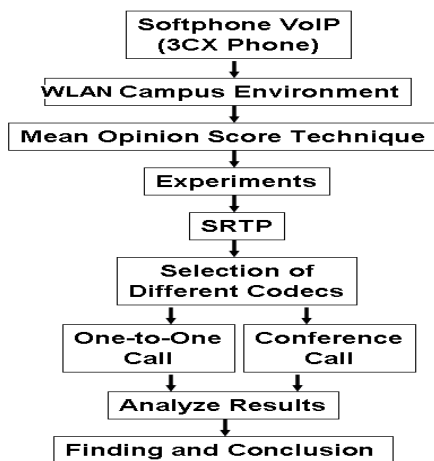 Softphone VoIP
(3CX Phone)
WLAN Campus Environment
Mean Opinion Score Technique
Experiments
SRTP
Selection of
Different Codecs
One-to-One
Call
Conference
Call
Analyze Results
Finding and Conclusion